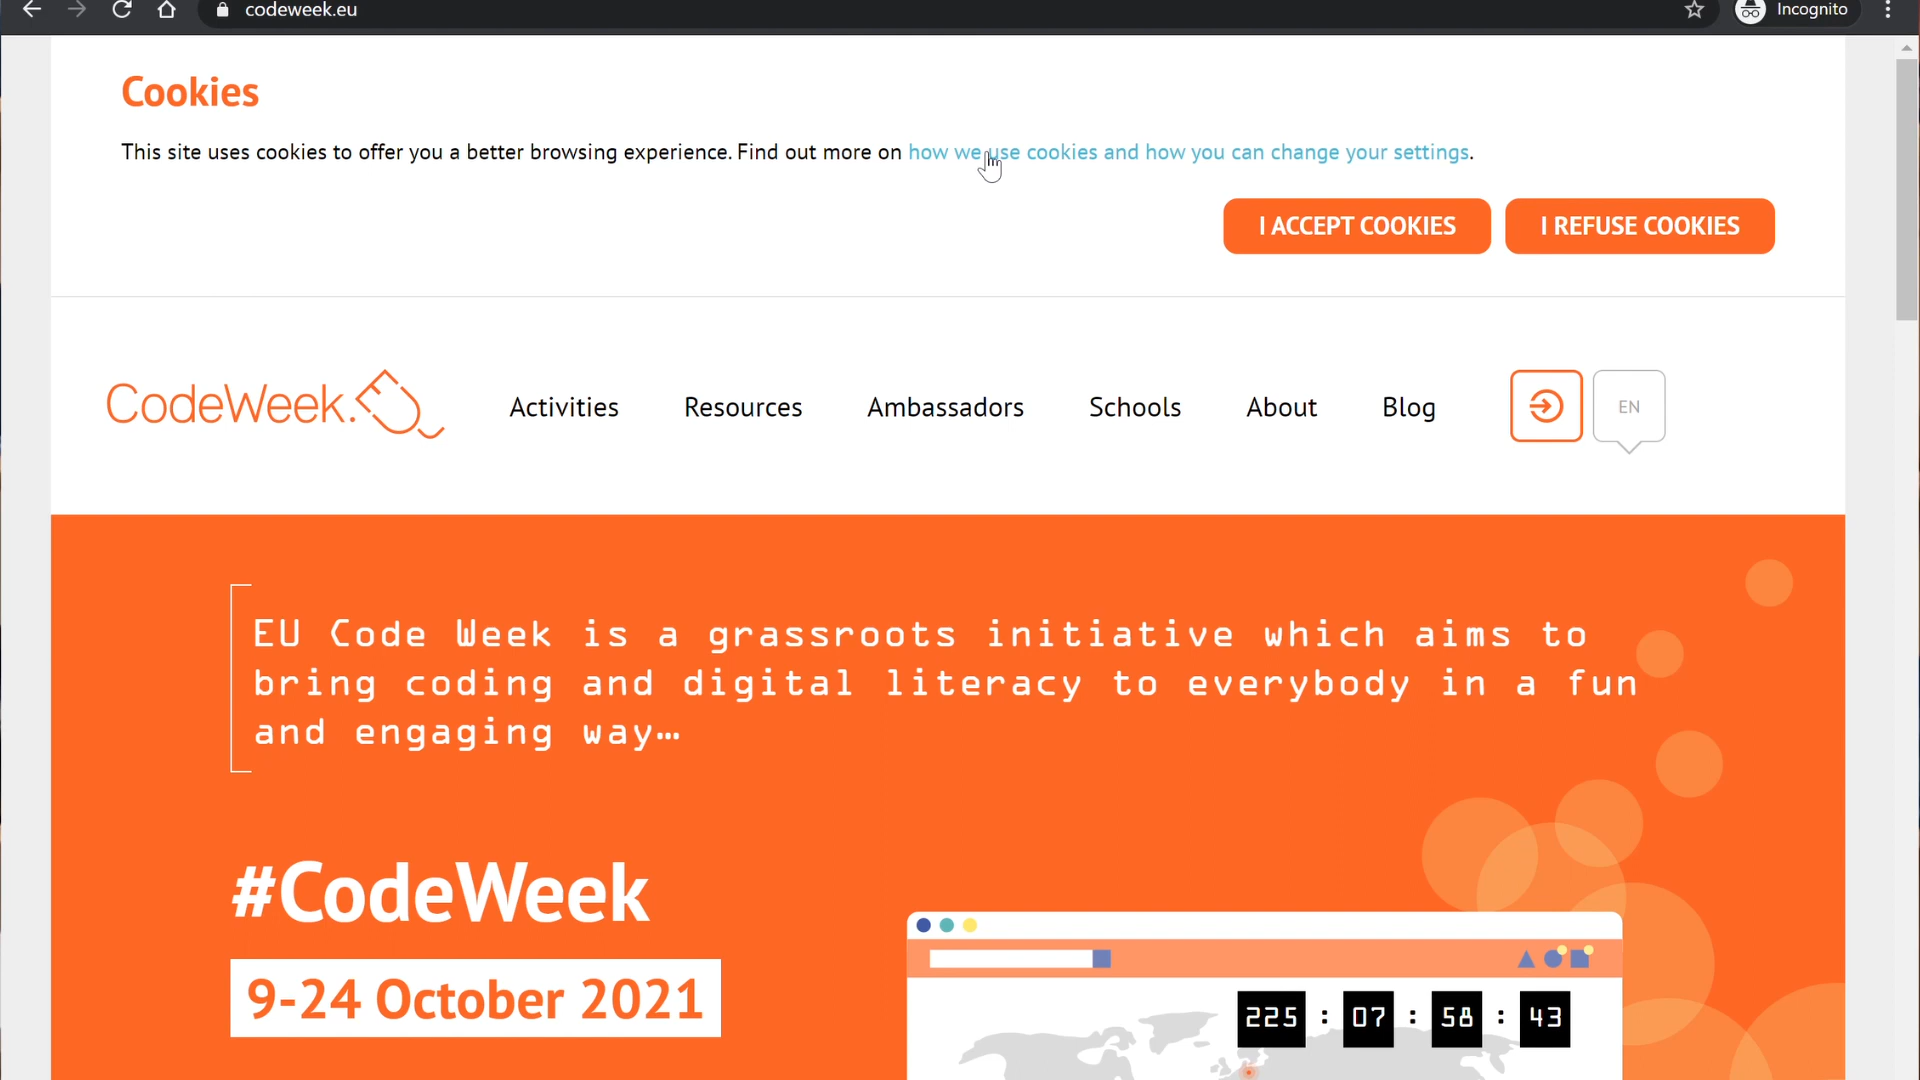 codeweek.eu
Incognito
Cookies
This site uses cookies to offer you a better browsing experience. Find out more on how we use cookies and how you can change your settings.
I ACCEPT COOKIES
I REFUSE COOKIES
CodeWeek.EU
Activities
Resources
Ambassadors
Schools
About
Blog
EN
EU Code Week is a grassroots initiative which aims to
bring coding and digital literacy to everybody in a fun
and engaging way…
#CodeWeek
9-24 October 2021
225 : 07 : 58 : 43